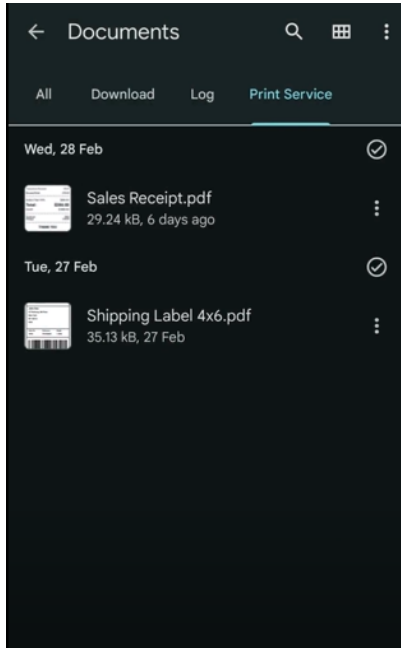 Documents
All Download Log Print Service
Wed, 28 Feb
Sales Receipt.pdf
29.24 kB, 6 days ago
Tue, 27 Feb
Shipping Label 4x6.pdf
35.13 kB, 27 Feb